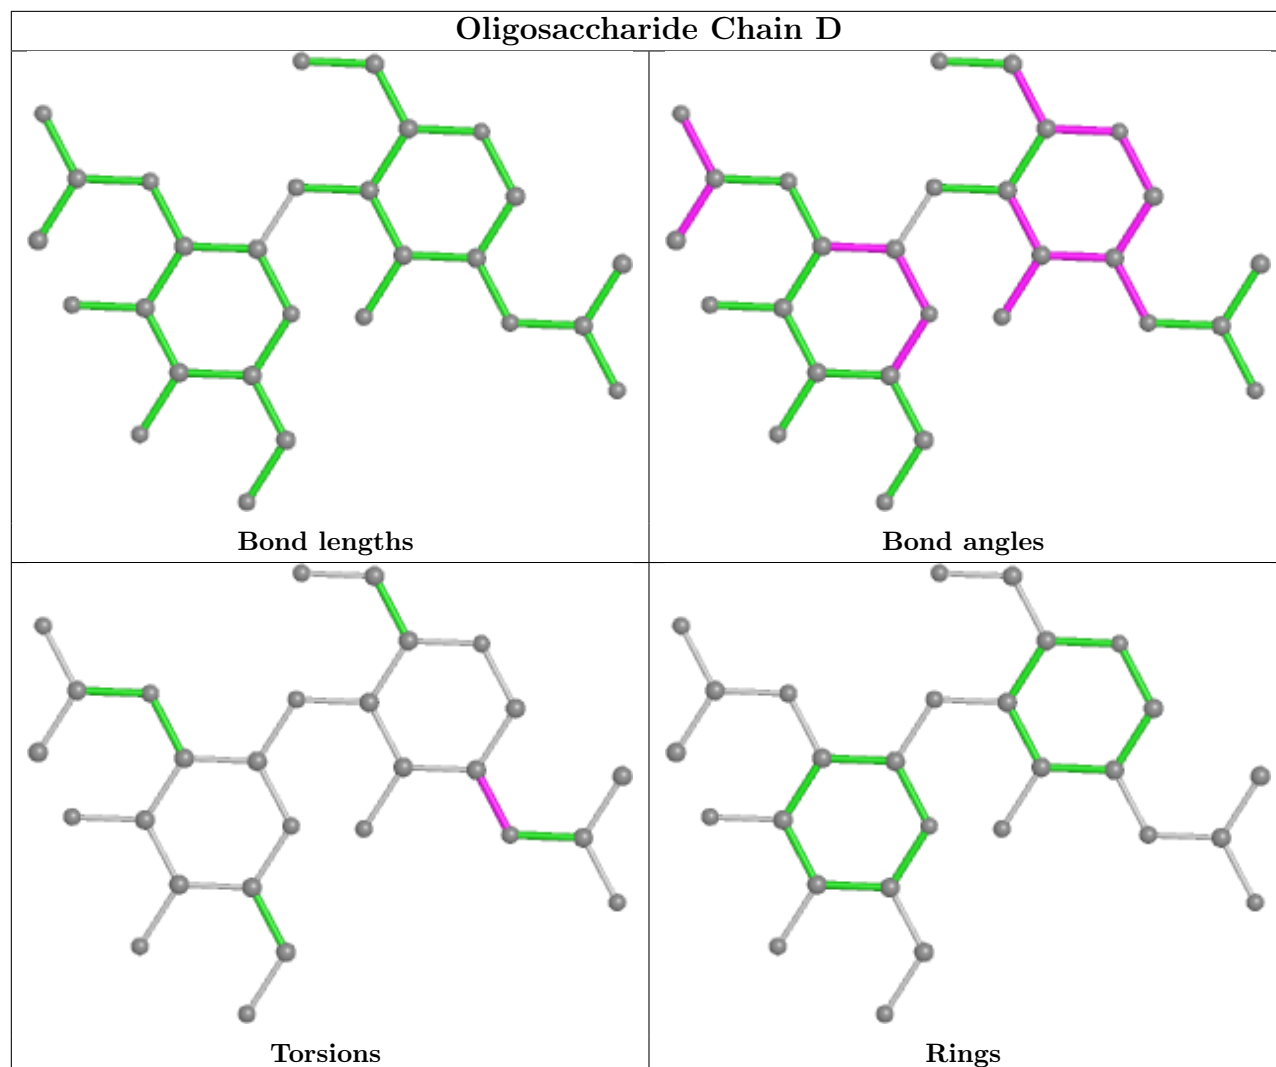 Oligosaccharide Chain D
Bond lengths
Bond angles
Torsions
Rings